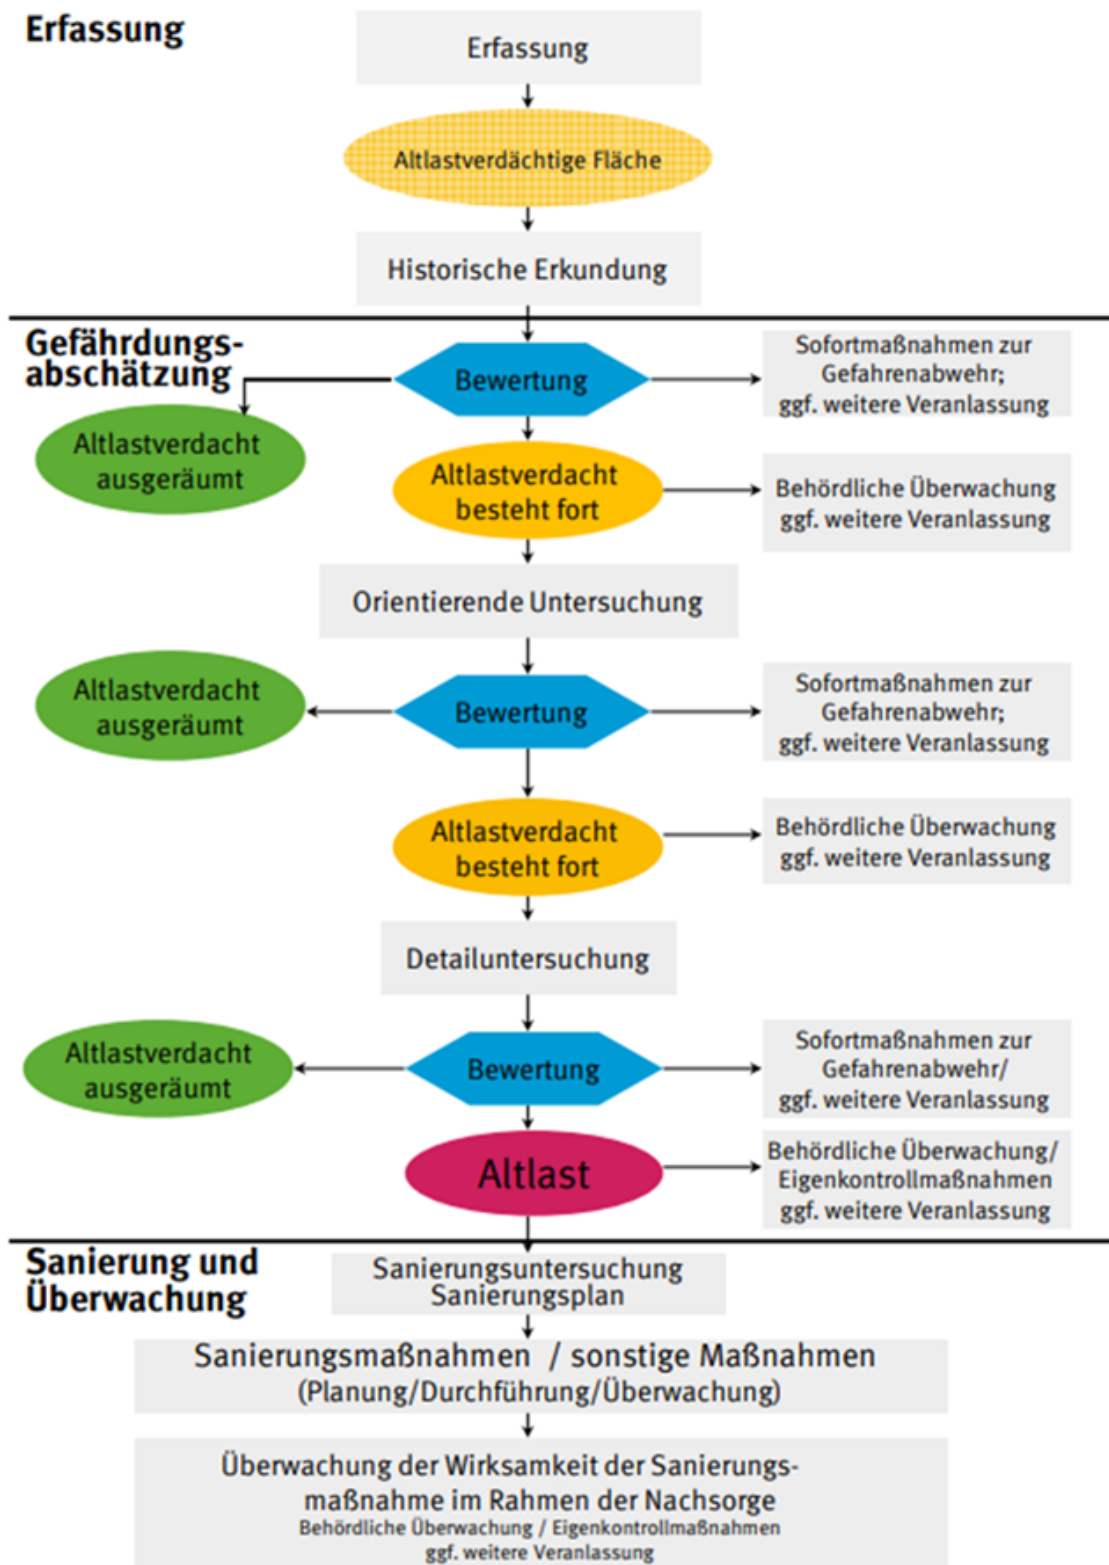 Erfassung
Erfassung
Altlastverdächtige Fläche
Historische Erkundung
Gefährdungs-
abschätzung
Bewertung
Sofortmaßnahmen zur
Gefahrenabwehr;
ggf. weitere Veranlassung
Altlastverdacht
ausgeräumt
Altlastverdacht
besteht fort
Behördliche Überwachung
ggf. weitere Veranlassung
Orientierende Untersuchung
Altlastverdacht
ausgeräumt
Bewertung
Sofortmaßnahmen zur
Gefahrenabwehr;
ggf. weitere Veranlassung
Altlastverdacht
besteht fort
Behördliche Überwachung
ggf. weitere Veranlassung
Detailuntersuchung
Altlastverdacht
ausgeräumt
Bewertung
Sofortmaßnahmen zur
Gefahrenabwehr/
ggf. weitere Veranlassung
Altlast
Behördliche Überwachung/
Eigenkontrollmaßnahmen
ggf. weitere Veranlassung
Sanierung und
Überwachung
Sanierungsuntersuchung
Sanierungsplan
Sanierungsmaßnahmen / sonstige Maßnahmen
(Planung/Durchführung/Überwachung)
Überwachung der Wirksamkeit der Sanierungs-
maßnahme im Rahmen der Nachsorge
Behördliche Überwachung / Eigenkontrollmaßnahmen
ggf. weitere Veranlassung